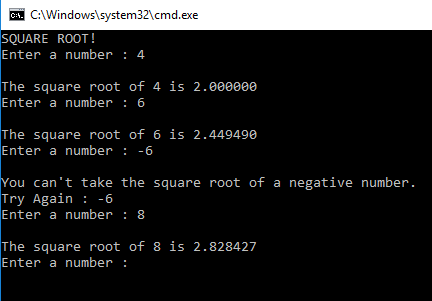 C:\Windows\system32\cmd.exe
SQUARE ROOT!
Enter a number : 4
The square root of 4 is 2.000000
Enter a number : 6
The square root of 6 is 2.449490
Enter a number : -6
You can't take the square root of a negative number.
Try Again : -6
Enter a number : 8
The square root of 8 is 2.828427
Enter a number :